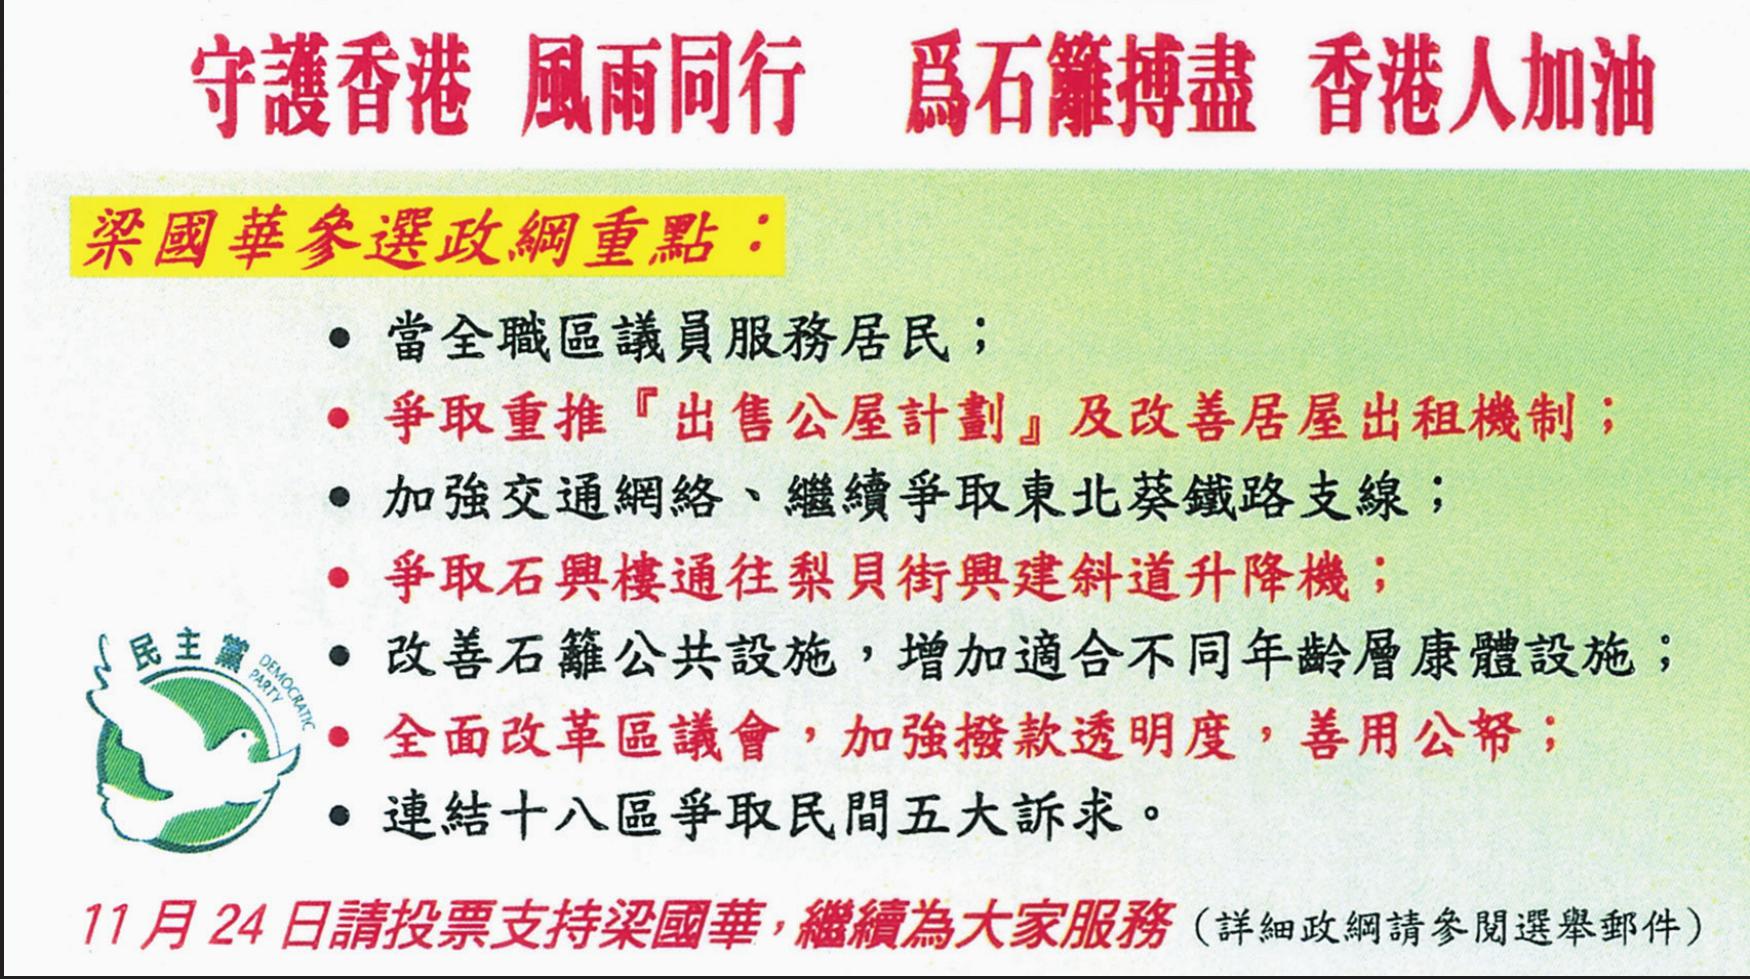 守護香港 風雨同行 爲石籬搏盡 香港人加油
梁國華參選政綱重點：
• 當全職區議員服務居民；
• 爭取重推『出售公屋計劃』及改善居屋出租機制；
• 加強交通網絡、繼續爭取東北葵鐵路支線；
• 爭取石興樓通往梨貝街興建斜道升降機；
• 改善石籬公共設施，增加適合不同年齡層康體設施；
• 全面改革區議會，加強撥款透明度，善用公帑；
• 連結十八區爭取民間五大訴求。
民主黨
DEMOCRATIC
PARTY
11月24日請投票支持梁國華，繼續為大家服務（詳細政綱請參閱選舉郵件）